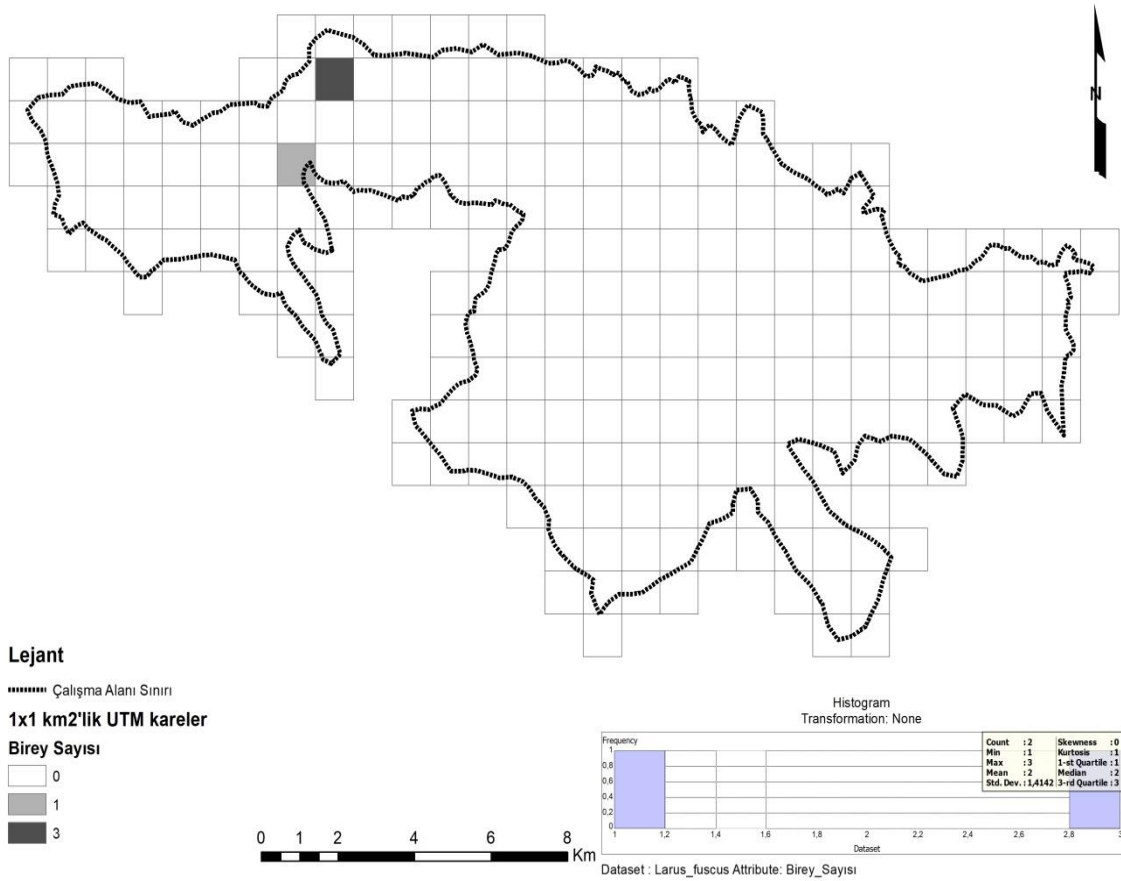 N
Lejant
Çalışma Alanı Sınırı
1x1 km2'lik UTM kareler
Birey Sayısı
0
1
3
0 1 2 4 6 8
Km
Histogram
Transformation: None
Frequency
1
0,8
0,6
0,4
0,2
0
1 1,2 1,4 1,6 1,8 2 2,2 2,4 2,6 2,8 3
Dataset
Count : 2 Skewness : 0
Min : 1 Kurtosis : 1
Max : 3 1-st Quartile : 1
Mean : 2 Median : 2
Std. Dev. : 1,4142 3-rd Quartile : 3
Dataset : Larus_fuscus Attribute: Birey_Sayısı